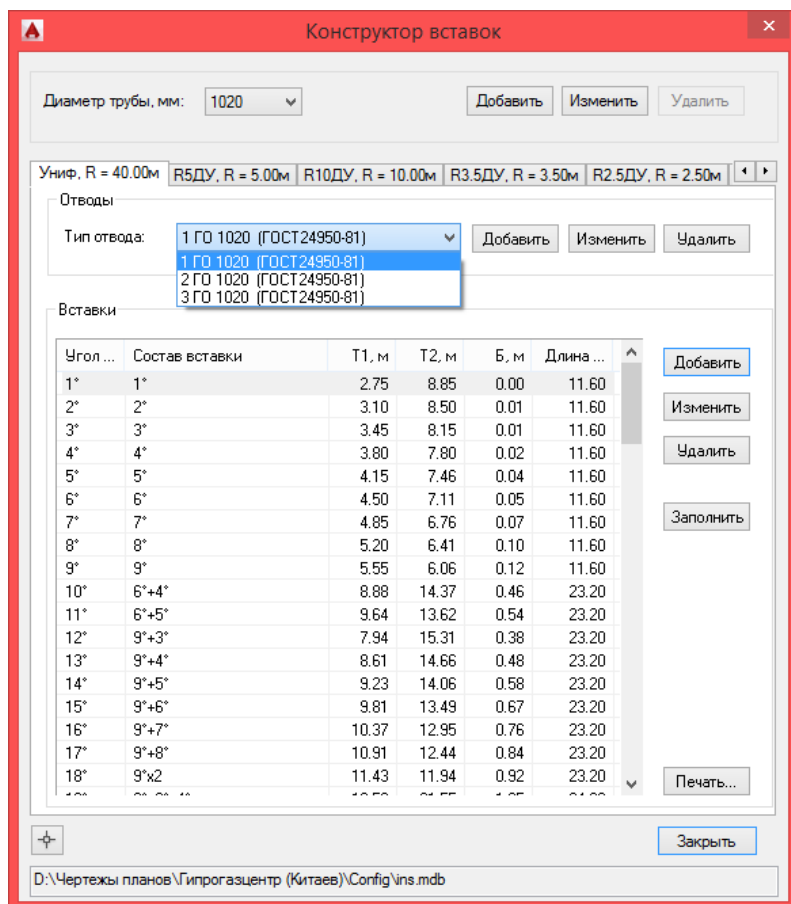 Конструктор вставок
Диаметр трубы, мм: 1020 Добавить Изменить Удалить
Униф, R = 40.00м R5ДУ, R = 5.00м R10ДУ, R = 10.00м R3.5ДУ, R = 3.50м R2.5ДУ, R = 2.50м
Отводы
Тип отвода: 1 ГО 1020 (ГОСТ24950-81) Добавить Изменить Удалить
1 ГО 1020 (ГОСТ24950-81)
2 ГО 1020 (ГОСТ24950-81)
3 ГО 1020 (ГОСТ24950-81)
Вставки
Угол ... Состав вставки Т1, м Т2, м Б, м Длина ...
1° 1° 2.75 8.85 0.00 11.60
2° 2° 3.10 8.50 0.01 11.60
3° 3° 3.45 8.15 0.01 11.60
4° 4° 3.80 7.80 0.02 11.60
5° 5° 4.15 7.46 0.04 11.60
6° 6° 4.50 7.11 0.05 11.60
7° 7° 4.85 6.76 0.07 11.60
8° 8° 5.20 6.41 0.10 11.60
9° 9° 5.55 6.06 0.12 11.60
10° 6°+4° 8.88 14.37 0.46 23.20
11° 6°+5° 9.64 13.62 0.54 23.20
12° 9°+3° 7.94 15.31 0.38 23.20
13° 9°+4° 8.61 14.66 0.48 23.20
14° 9°+5° 9.23 14.06 0.58 23.20
15° 9°+6° 9.81 13.49 0.67 23.20
16° 9°+7° 10.37 12.95 0.76 23.20
17° 9°+8° 10.91 12.44 0.84 23.20
18° 9°x2 11.43 11.94 0.92 23.20
Добавить
Изменить
Удалить
Заполнить
Печать...
Закрыть
D:\Чертежы планов\Гипрогазцентр (Китаев)\Config\ins.mdb